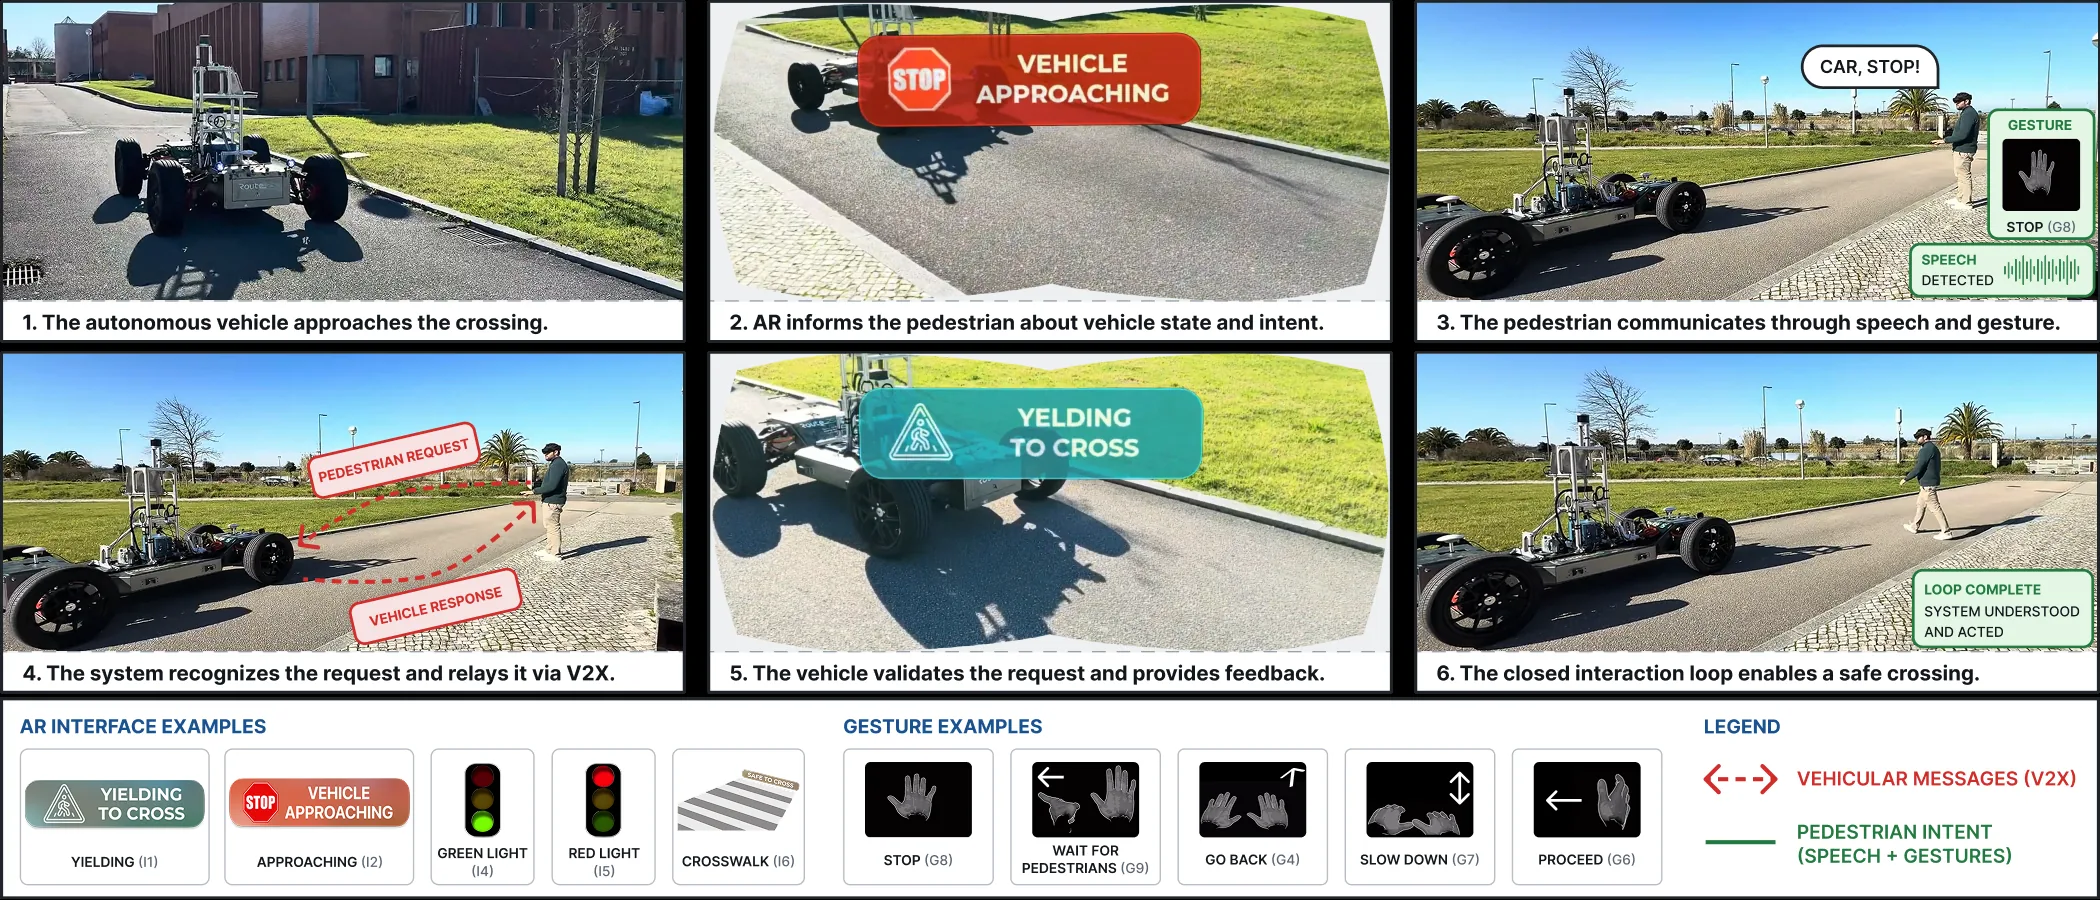 Route
1. The autonomous vehicle approaches the crossing.
STOP
VEHICLE
APPROACHING
2. AR informs the pedestrian about vehicle state and intent.
CAR, STOP!
GESTURE
STOP (G8)
SPEECH
DETECTED
3. The pedestrian communicates through speech and gesture.
PEDESTRIAN REQUEST
VEHICLE RESPONSE
4. The system recognizes the request and relays it via V2X.
YELDING
TO CROSS
5. The vehicle validates the request and provides feedback.
LOOP COMPLETE
SYSTEM UNDERSTOOD
AND ACTED
6. The closed interaction loop enables a safe crossing.
AR INTERFACE EXAMPLES
YIELDING
TO CROSS
YIELDING (I1)
STOP
VEHICLE
APPROACHING
APPROACHING (I2)
GREEN LIGHT
(I4)
RED LIGHT
(I5)
SAFE TO CROSS
CROSSWALK (I6)
GESTURE EXAMPLES
STOP (G8)
WAIT FOR
PEDESTRIANS (G9)
GO BACK (G4)
SLOW DOWN (G7)
PROCEED (G6)
LEGEND
VEHICULAR MESSAGES (V2X)
PEDESTRIAN INTENT
(SPEECH + GESTURES)